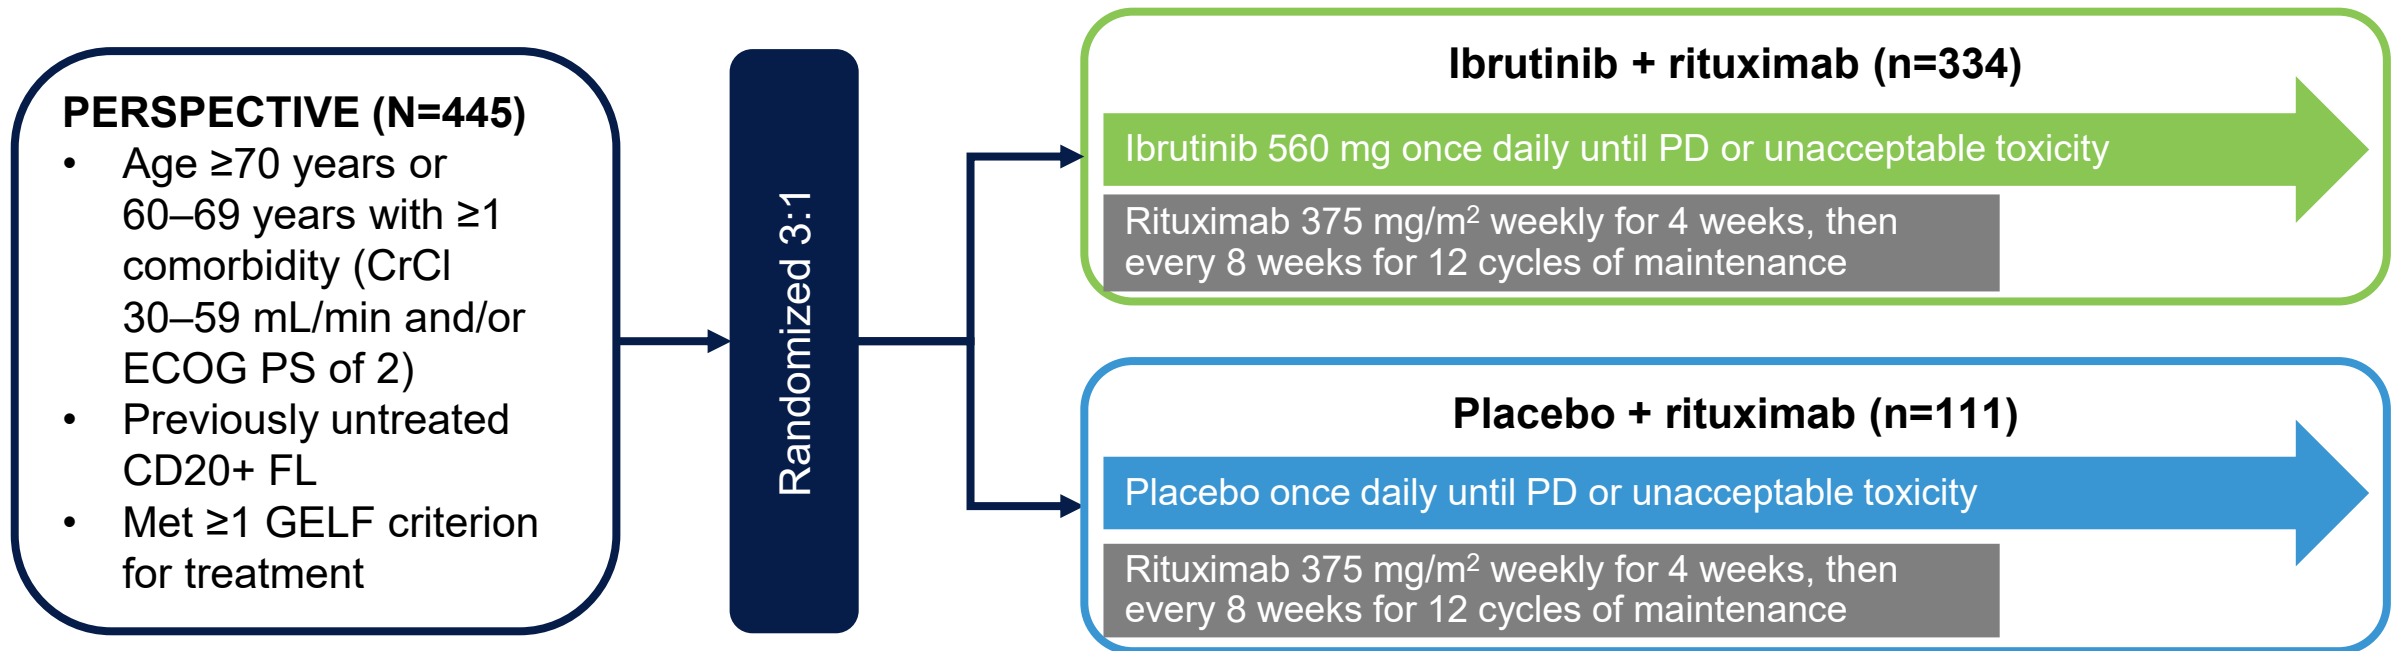 PERSPECTIVE (N=445)
• Age ≥70 years or
60–69 years with ≥1
comorbidity (CrCl
30–59 mL/min and/or
ECOG PS of 2)
• Previously untreated
CD20+ FL
• Met ≥1 GELF criterion
for treatment
Randomized 3:1
Ibrutinib + rituximab (n=334)
Ibrutinib 560 mg once daily until PD or unacceptable toxicity
Rituximab 375 mg/m² weekly for 4 weeks, then
every 8 weeks for 12 cycles of maintenance
Placebo + rituximab (n=111)
Placebo once daily until PD or unacceptable toxicity
Rituximab 375 mg/m² weekly for 4 weeks, then
every 8 weeks for 12 cycles of maintenance